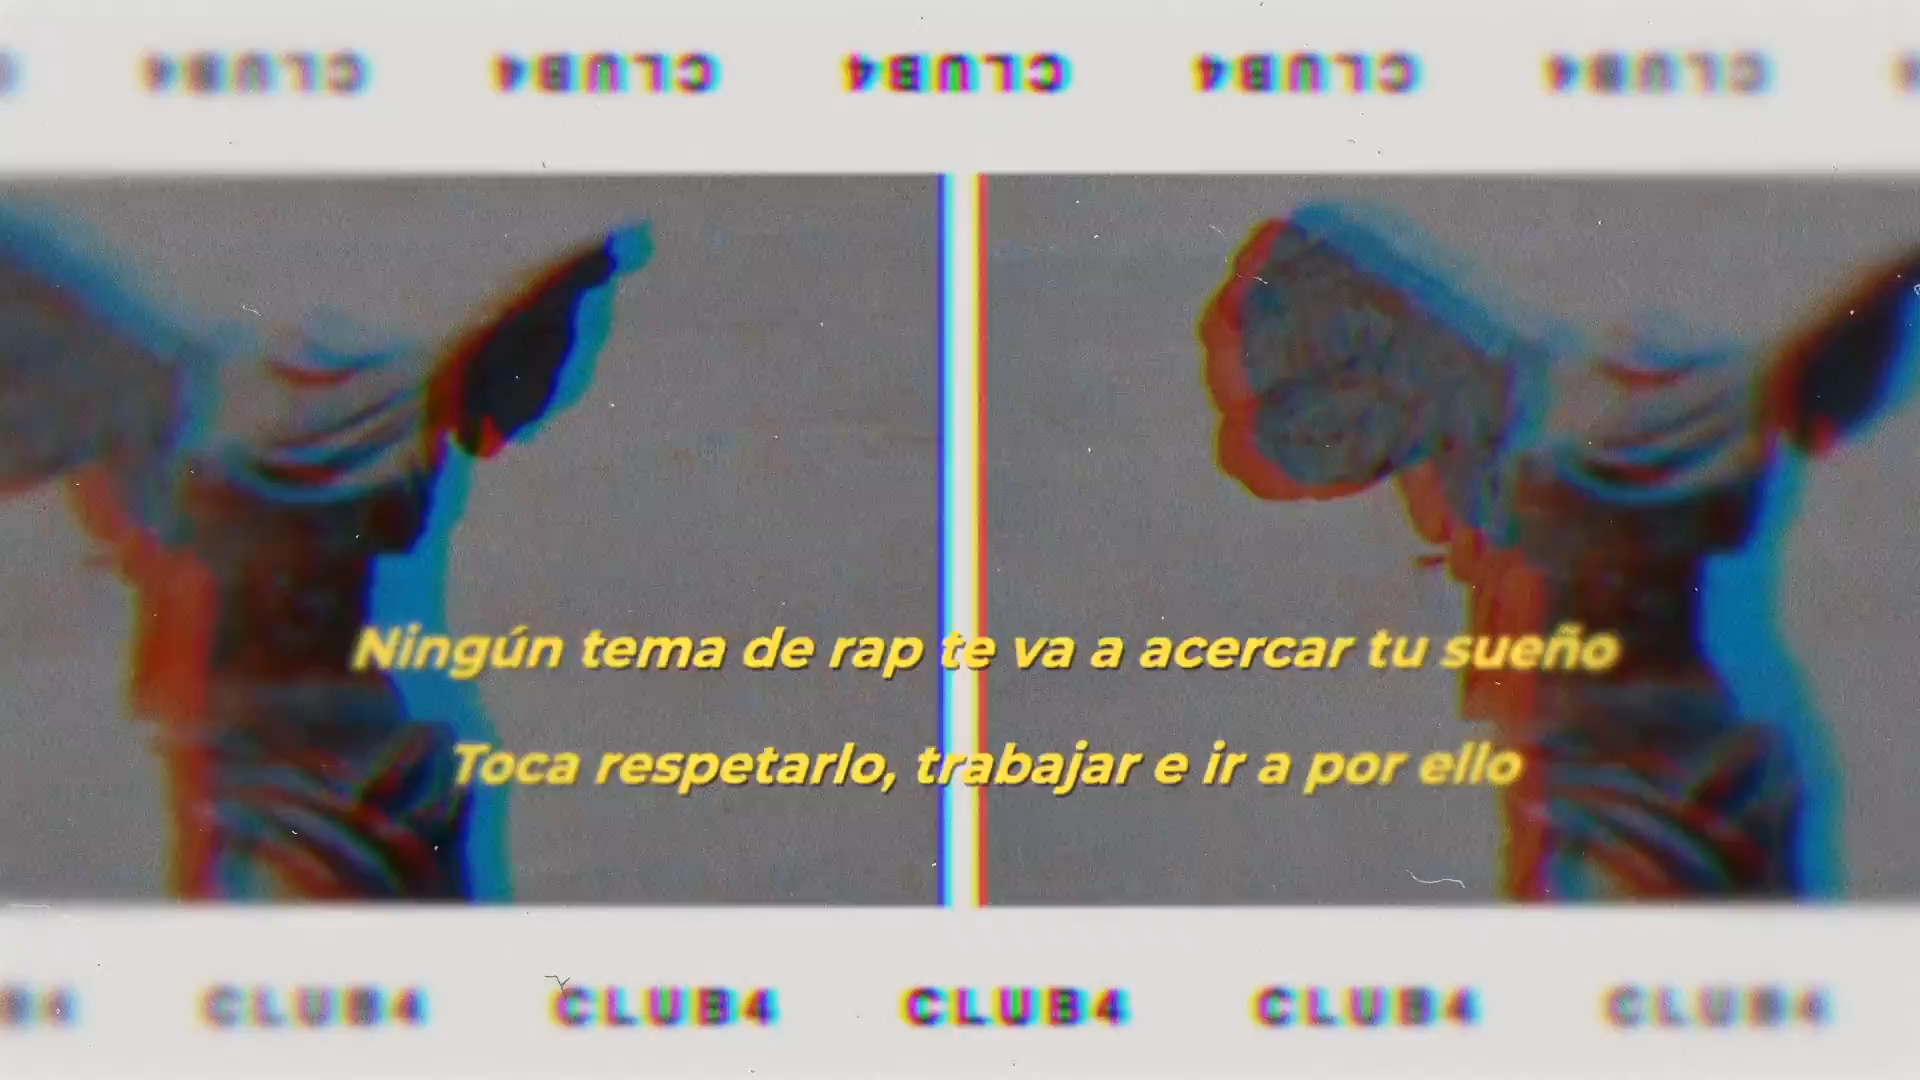 CLUB4 CLUB4 CLUB4 CLUB4 CLUB4
Ningún tema de rap te va a acercar tu sueño
Toca respetarlo, trabajar e ir a por ello
B4 CLUB4 CLUB4 CLUB4 CLUB4 CLUB4